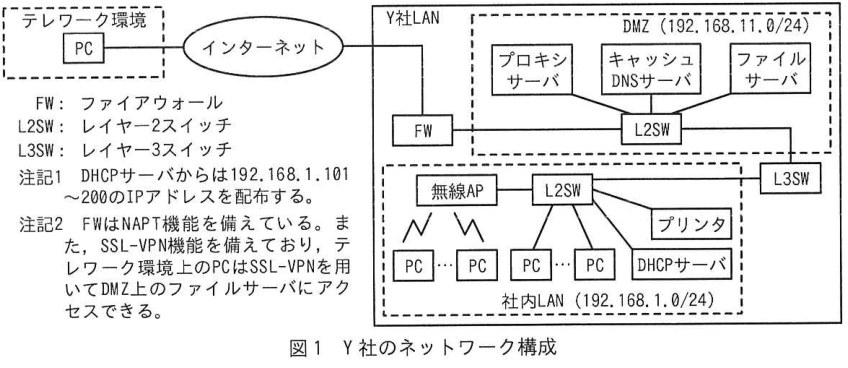 テレワーク環境
PC
インターネット
Y社LAN
DMZ (192.168.11.0/24)
プロキシ
サーバ
キャッシュ
DNSサーバ
ファイル
サーバ
FW
L2SW
L3SW
FW： ファイアウォール
L2SW： レイヤー2スイッチ
L3SW： レイヤー3スイッチ
注記1 DHCPサーバからは192.168.1.101
～200のIPアドレスを配布する。
注記2 FWはNAPT機能を備えている。ま
た，SSL-VPN機能を備えており，テ
レワーク環境上のPCはSSL-VPNを用
いてDMZ上のファイルサーバにアク
セスできる。
無線AP
L2SW
プリンタ
PC … PC
PC … PC
DHCPサーバ
社内LAN (192.168.1.0/24)
図1 Y社のネットワーク構成